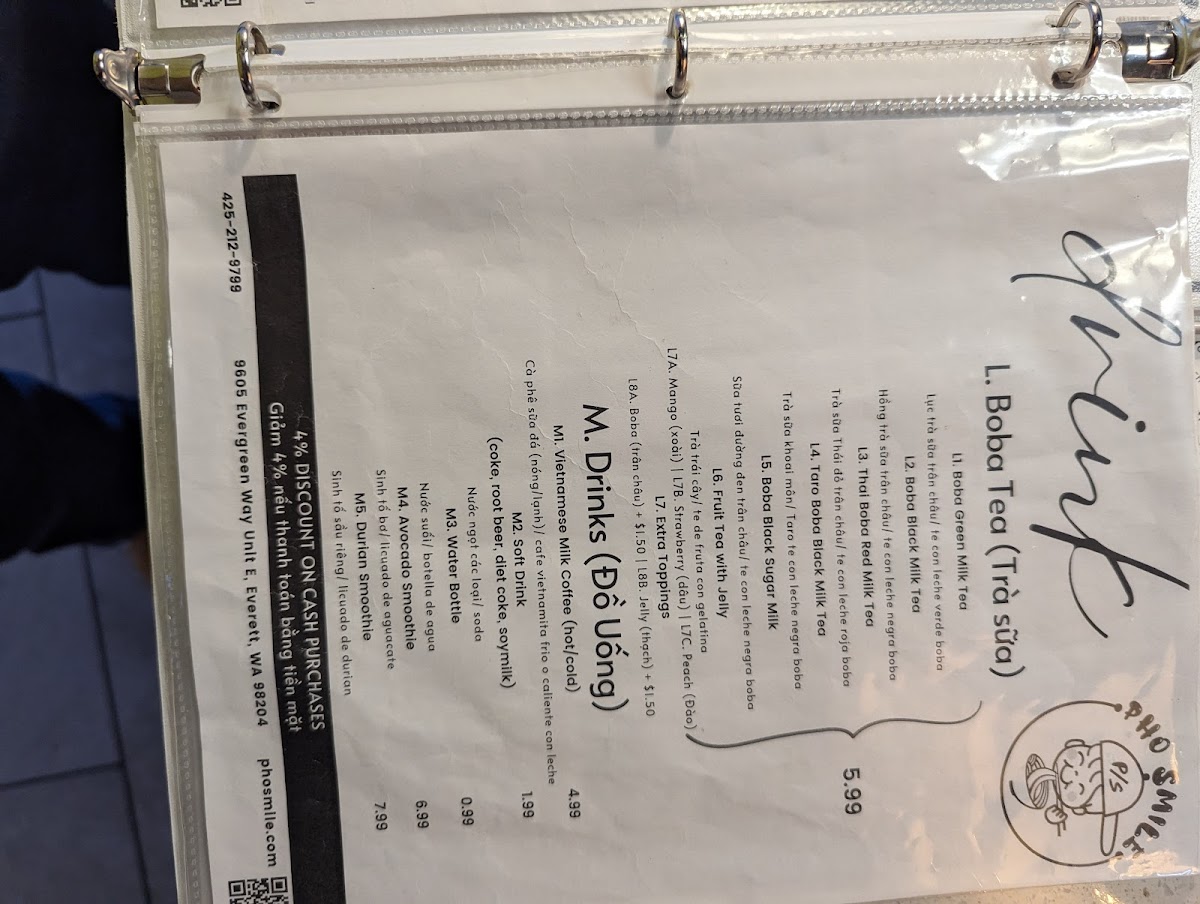 Drink
PHO SMILE
P/S
L. Boba Tea (Trà sữa)
L1. Boba Green Milk Tea
Lục trà sữa trân châu/ te con leche verde boba
L2. Boba Black Milk Tea
Hồng trà sữa trân châu/ te con leche negra boba
L3. Thai Boba Red Milk Tea
Trà sữa Thái đỏ trân châu/ te con leche roja boba
5.99
L4. Taro Boba Black Milk Tea
Trà sữa khoai môn/ Taro te con leche negra boba
L5. Boba Black Sugar Milk
Sữa tươi đường đen trân châu/ te con leche negra boba
L6. Fruit Tea with Jelly
Trà trái cây/ te de fruta con gelatina
L7A. Mango (xoài) | L7B. Strawberry (dâu) | L7C. Peach (Đào)
L7. Extra Toppings
L8A. Boba (trân châu) + $1.50 | L8B. Jelly (thạch) + $1.50
M. Drinks (Đồ Uống)
M1. Vietnamese Milk Coffee (hot/cold) 4.99
Cà phê sữa đá (nóng/lạnh)/ cafe vietnamita frio o caliente con leche
M2. Soft Drink 1.99
(coke, root beer, diet coke, soymilk)
Nước ngọt các loại/ soda
M3. Water Bottle 0.99
Nước suối/ botella de agua
M4. Avocado Smoothie 6.99
Sinh tố bơ/ licuado de aguacate
M5. Durian Smoothie 7.99
Sinh tố sầu riêng/ licuado de durian
4% DISCOUNT ON CASH PURCHASES
Giảm 4% nếu thanh toán bằng tiền mặt
425-212-9799 9605 Evergreen Way Unit E, Everett, WA 98204 phosmile.com